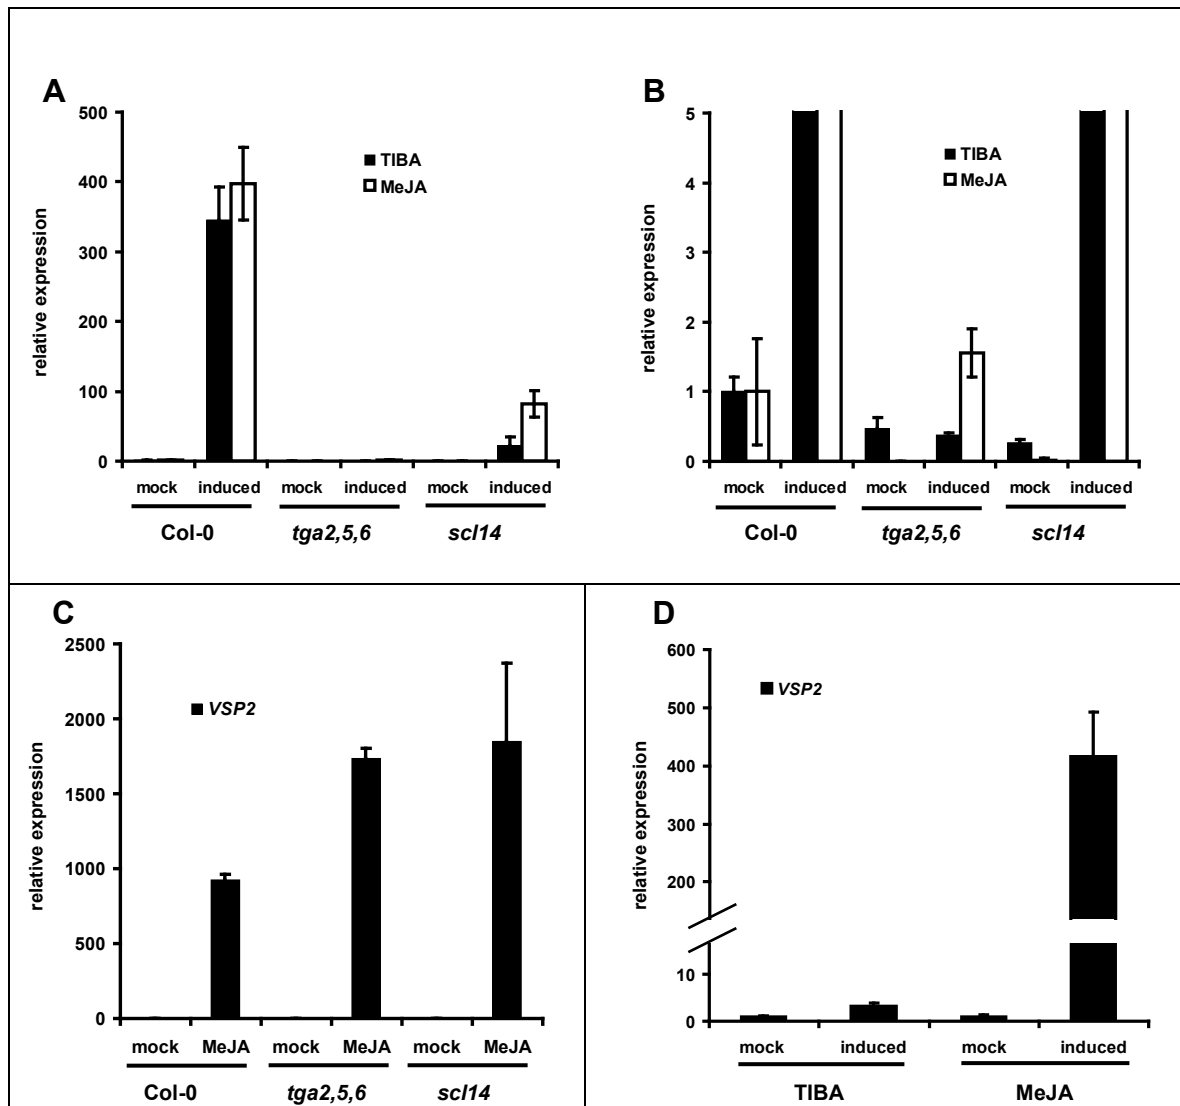 A
relative expression
500
400
300
200
100
0
TIBA
MeJA
mock induced mock induced mock induced
Col-0 tga2,5,6 scl14
B
relative expression
5
4
3
2
1
0
TIBA
MeJA
mock induced mock induced mock induced
Col-0 tga2,5,6 scl14
C
relative expression
2500
2000
1500
1000
500
0
VSP2
mock MeJA mock MeJA mock MeJA
Col-0 tga2,5,6 scl14
D
relative expression
600
500
400
300
200
10
0
VSP2
mock induced mock induced
TIBA MeJA